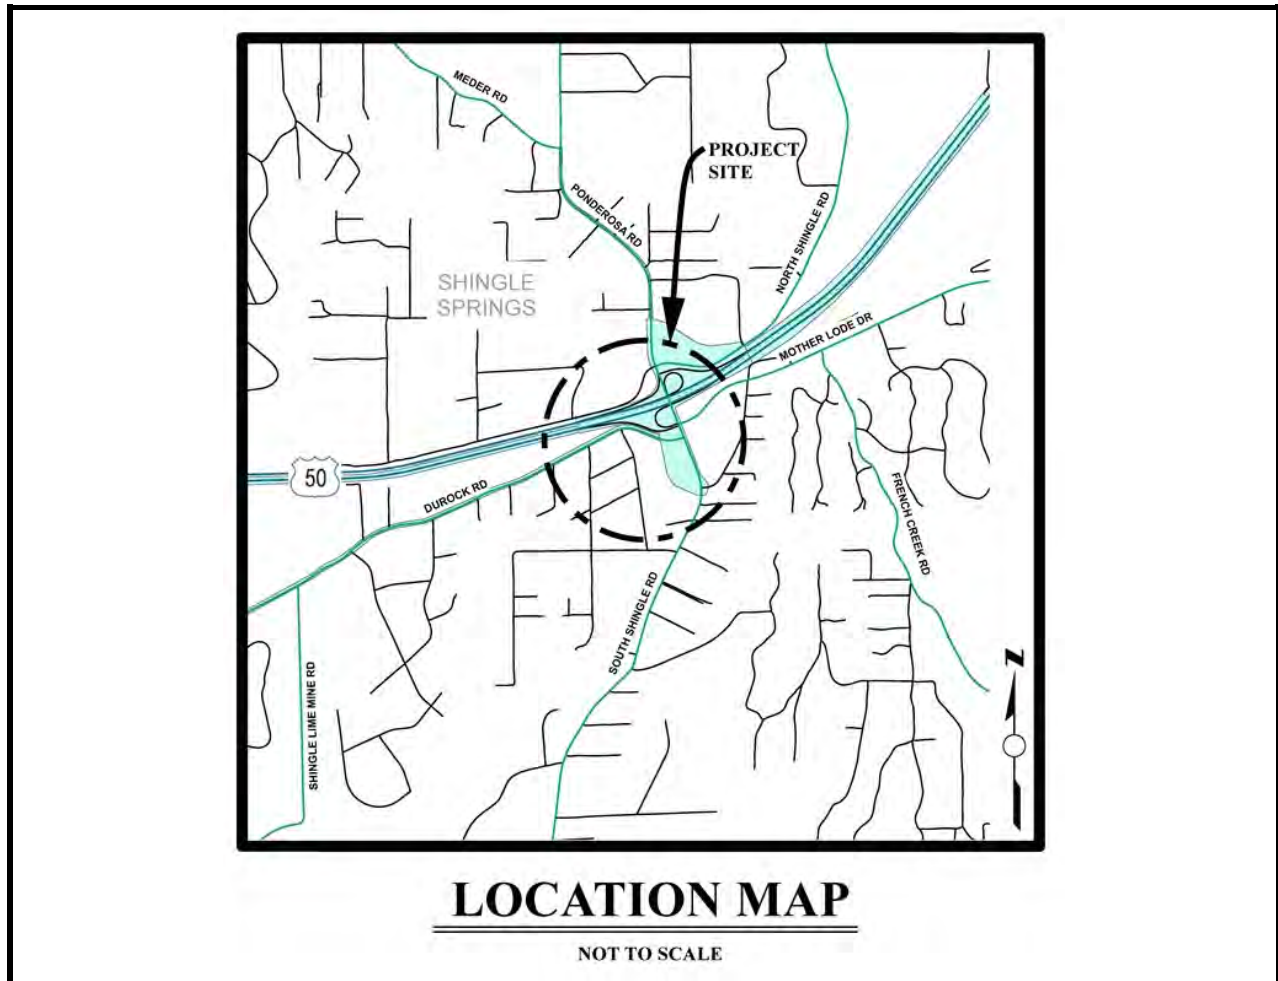 MEDER RD
PROJECT
SITE
PONDEROSA RD
NORTH SHINGLE RD
SHINGLE
SPRINGS
MOTHER LODE DR
50
DUROCK RD
FRENCH CREEK RD
SOUTH SHINGLE RD
SHINGLE LIME MINE RD
N
LOCATION MAP
NOT TO SCALE